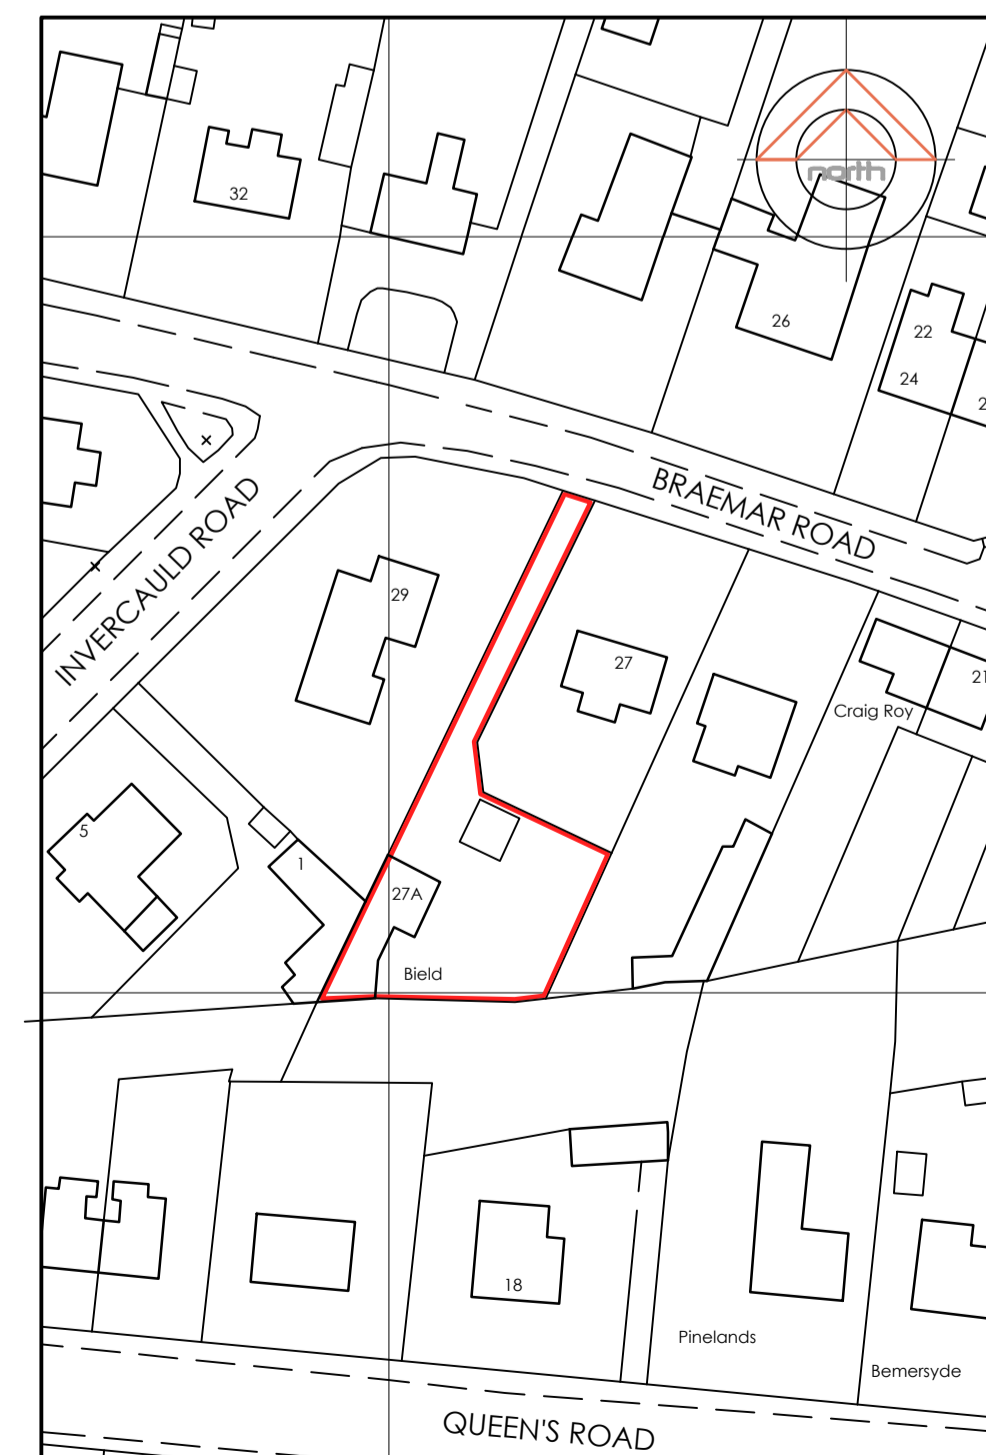 north
32
26
22
24
BRAEMAR ROAD
INVERCAULD ROAD
29
27
21
Craig Roy
5
1
27A
Bield
18
Pinelands
Bemersyde
QUEEN'S ROAD